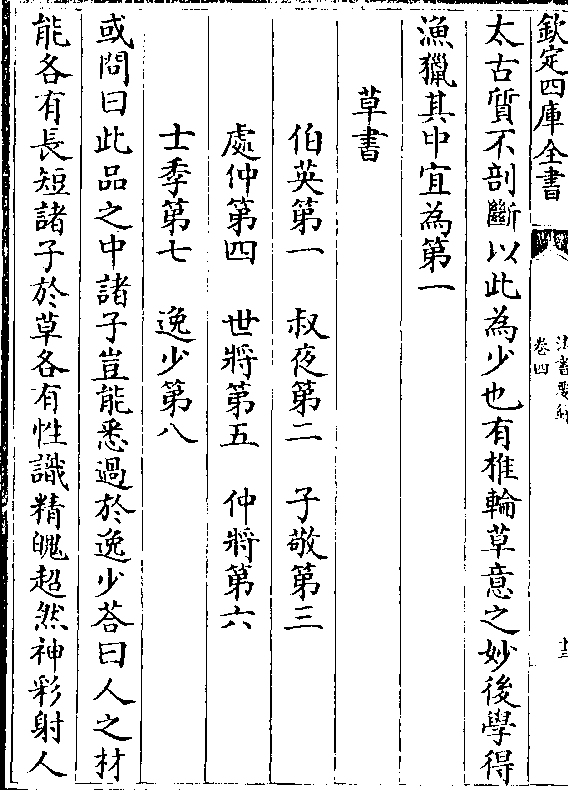 欽定四庫全書
法書要録
卷四
十三
太古質不剖斷以此為少也有椎輪草意之妙後學得
漁獵其中宜為第一
草書
伯英第一 叔夜第二 子敬第三
處仲第四 世將第五 仲將第六
士季第七 逸少第八
或問曰此品之中諸子豈能悉過於逸少荅曰人之材
能各有長短諸子於草各有性識精魄超然神彩射人